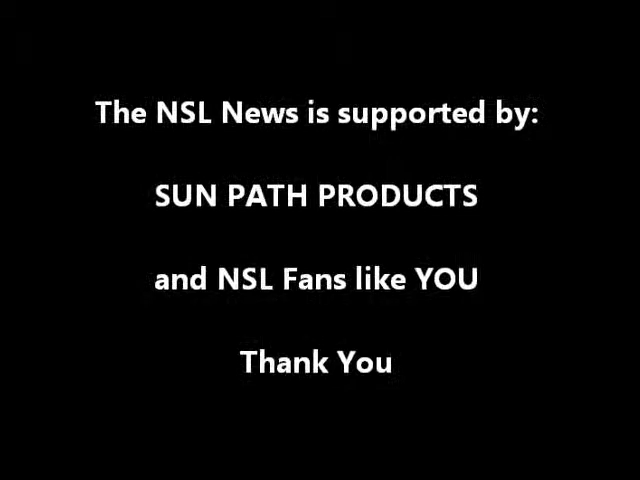 The NSL News is supported by:
SUN PATH PRODUCTS
and NSL Fans like YOU
Thank You